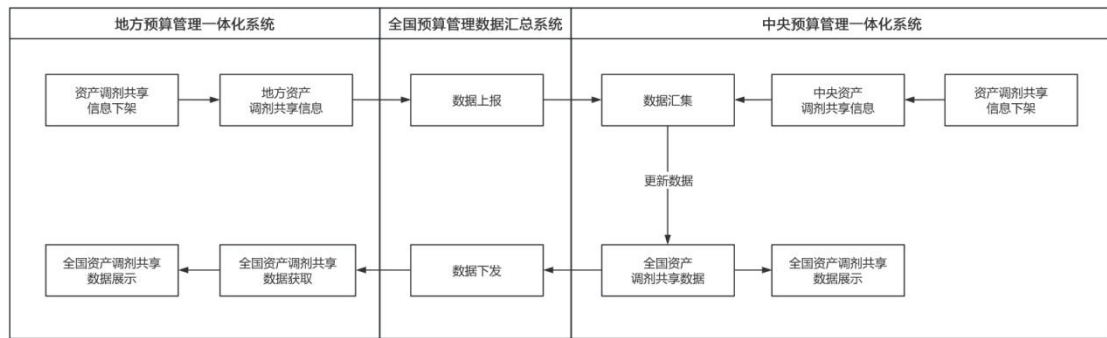 地方预算管理一体化系统
全国预算管理数据汇总系统
中央预算管理一体化系统
资产调剂共享
信息下架
地方资产
调剂共享信息
数据上报
数据汇集
中央资产
调剂共享信息
资产调剂共享
信息下架
更新数据
全国资产调剂共享
数据展示
全国资产调剂共享
数据获取
数据下发
全国资产
调剂共享数据
全国资产调剂共享
数据展示